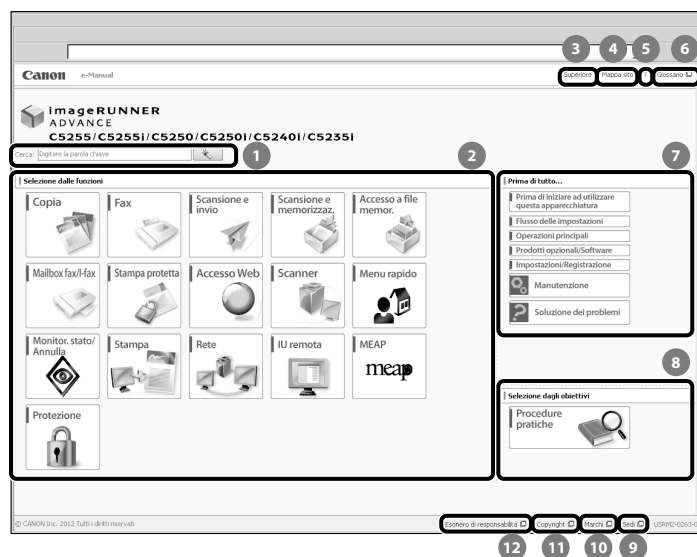 3 4 5 6
Canon e-Manual
Superiore Mappa sito ? Glossario
imageRUNNER
ADVANCE
C5255/C5255i/C5250/C5250i/C5240i/C5235i
Cerca: Digitare la parola chiave
1
2
7
Selezione dalle funzioni
Copia
Fax
Scansione e
invio
Scansione e
memorizzaz.
Accesso a file
memor.
Mailbox fax/I-fax
Stampa protetta
Accesso Web
Scanner
Menu rapido
Monitor. stato/
Annulla
Stampa
Rete
IU remota
MEAP
meap
Protezione
Prima di tutto...
Prima di iniziare ad utilizzare
questa apparecchiatura
Flusso delle impostazioni
Operazioni principali
Prodotti opzionali/Software
Impostazioni/Registrazione
Manutenzione
Soluzione dei problemi
8
Selezione dagli obiettivi
Procedure
pratiche
© CANON Inc. 2012 Tutti i diritti riservati
Esonero di responsabilità Copyright Marchi Sedi USRM2-0263-0
12 11 10 9